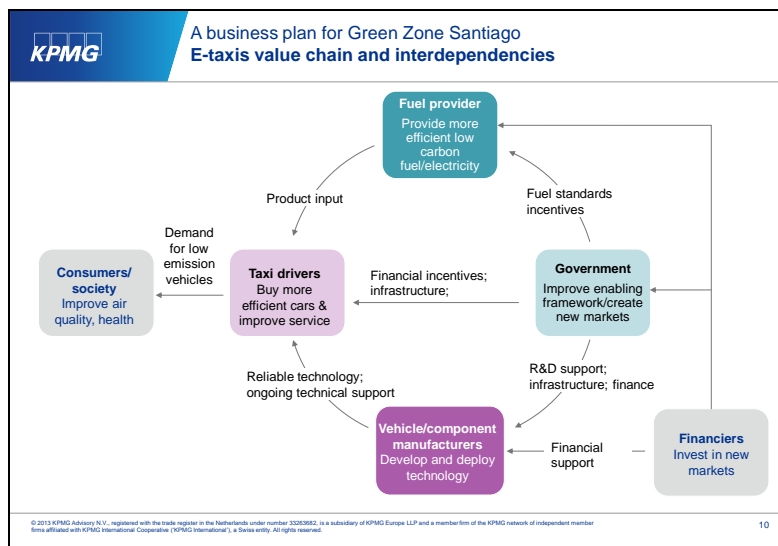 KPMG
A business plan for Green Zone Santiago
E-taxis value chain and interdependencies
Fuel provider
Provide more
efficient low
carbon
fuel/electricity
Product input
Fuel standards
incentives
Demand
for low
emission
vehicles
Consumers/
society
Improve air
quality, health
Taxi drivers
Buy more
efficient cars &
improve service
Financial incentives;
infrastructure;
Government
Improve enabling
framework/create
new markets
Reliable technology;
ongoing technical support
R&D support;
infrastructure; finance
Vehicle/component
manufacturers
Develop and deploy
technology
Financial
support
Financiers
Invest in new
markets
© 2013 KPMG Advisory N.V., registered with the trade register in the Netherlands under number 33263682, is a subsidiary of KPMG Europe LLP and a member firm of the KPMG network of independent member
firms affiliated with KPMG International Cooperative ('KPMG International'), a Swiss entity. All rights reserved.
10